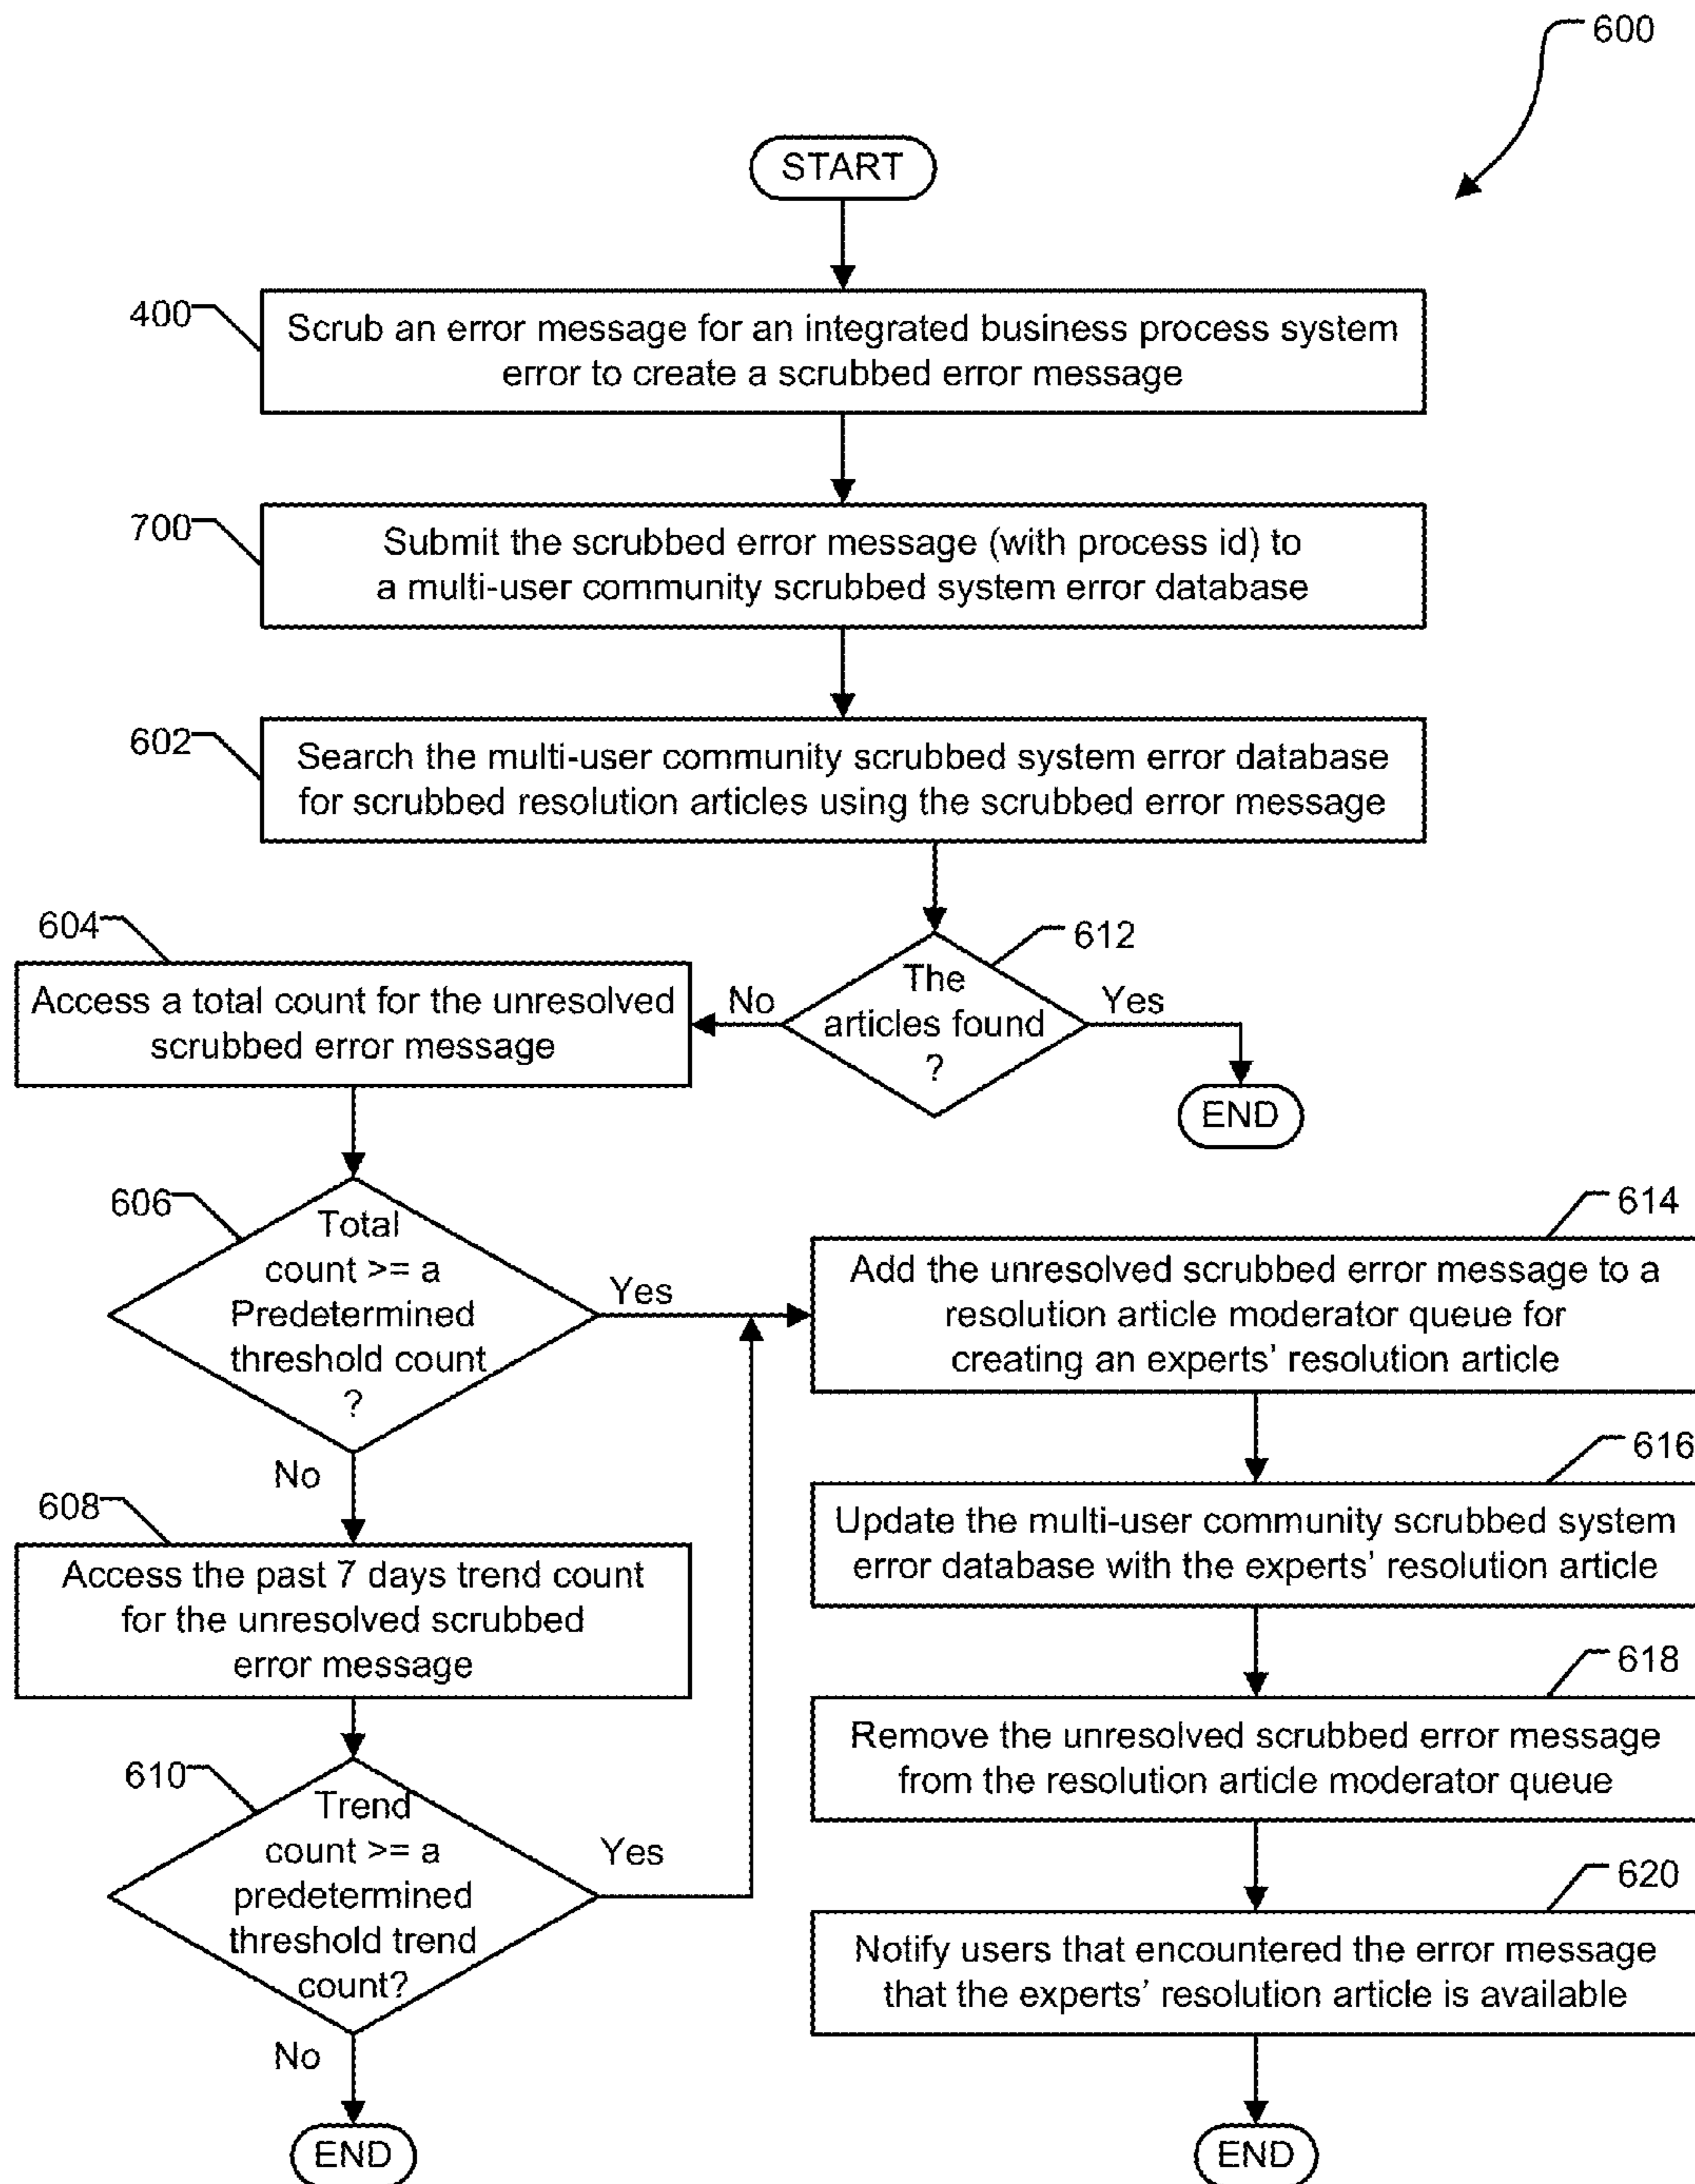 600
START
400
Scrub an error message for an integrated business process system
error to create a scrubbed error message
700
Submit the scrubbed error message (with process id) to
a multi-user community scrubbed system error database
602
Search the multi-user community scrubbed system error database
for scrubbed resolution articles using the scrubbed error message
604
Access a total count for the unresolved
scrubbed error message
No
612
The
articles found
?
Yes
END
606
Total
count >= a
Predetermined
threshold count
?
Yes
No
608
Access the past 7 days trend count
for the unresolved scrubbed
error message
610
Trend
count >= a
predetermined
threshold trend
count?
Yes
No
END
614
Add the unresolved scrubbed error message to a
resolution article moderator queue for
creating an experts’ resolution article
616
Update the multi-user community scrubbed system
error database with the experts’ resolution article
618
Remove the unresolved scrubbed error message
from the resolution article moderator queue
620
Notify users that encountered the error message
that the experts’ resolution article is available
END